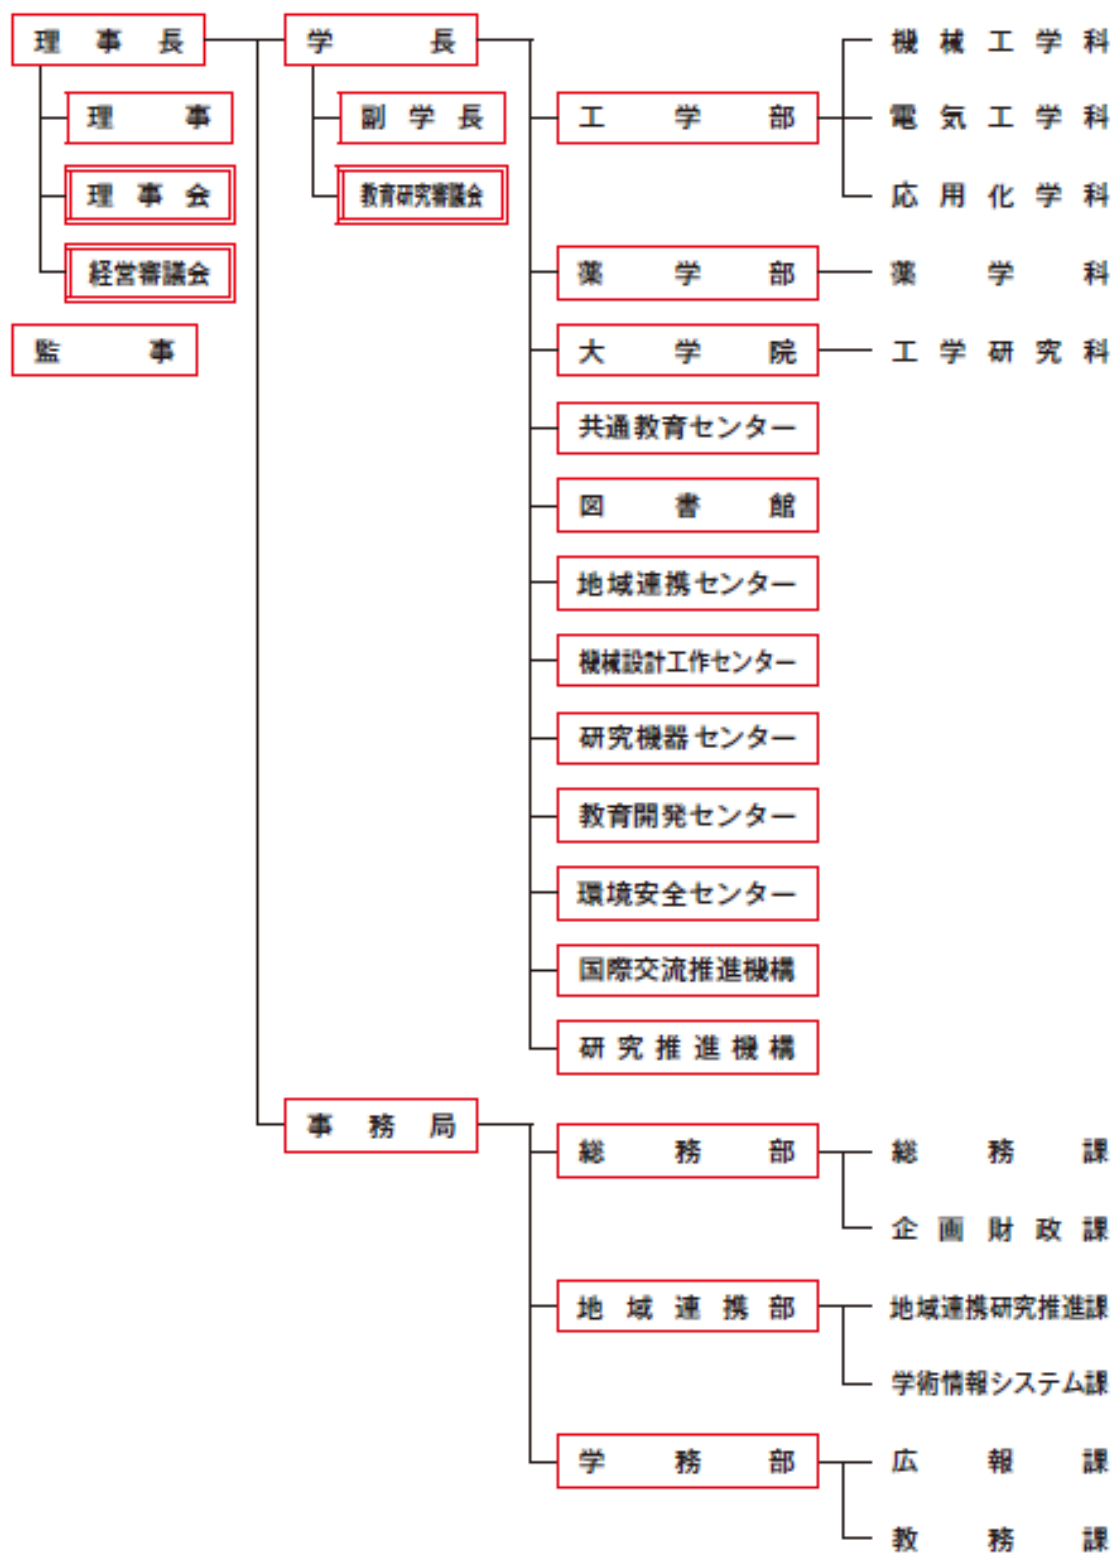 理事長
理事
理事会
経営審議会
監事
学長
副学長
教育研究審議会
工学部
機械工学科
電気工学科
応用化学科
薬学部
薬学科
大学院
工学研究科
共通教育センター
図書館
地域連携センター
機械設計工作センター
研究機器センター
教育開発センター
環境安全センター
国際交流推進機構
研究推進機構
事務局
総務部
総務課
企画財政課
地域連携部
地域連携研究推進課
学術情報システム課
学務部
広報課
教務課